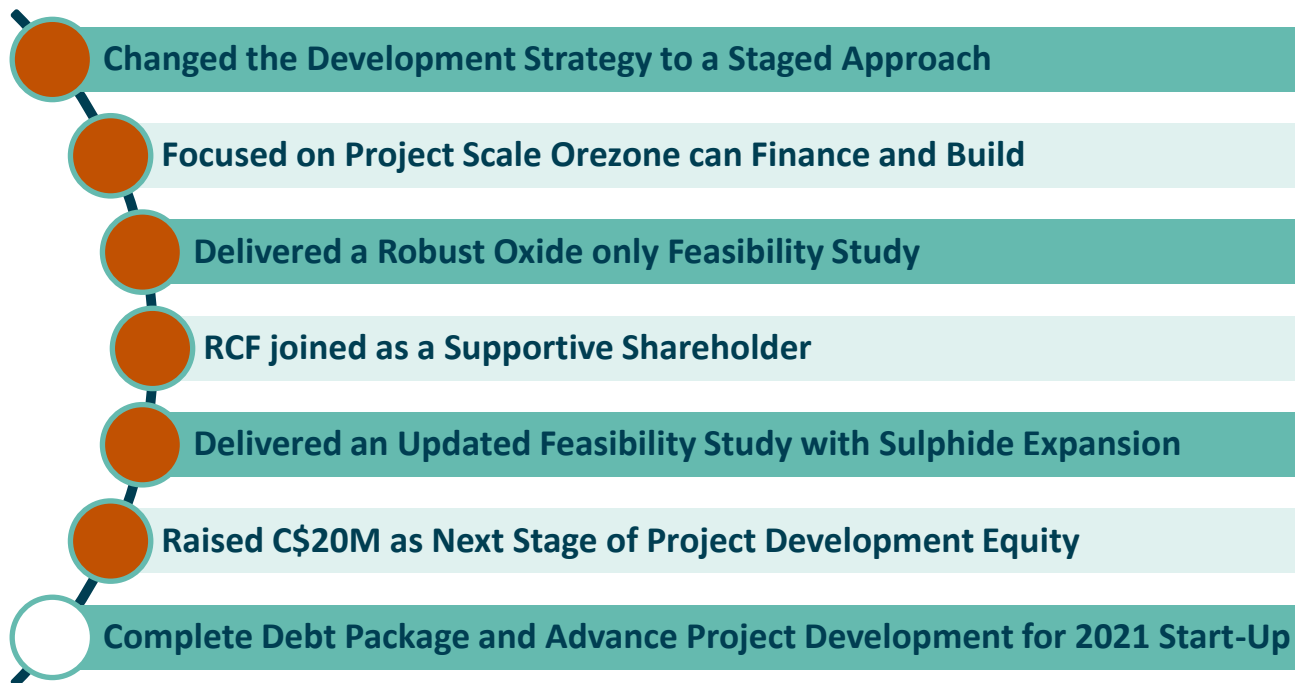 Changed the Development Strategy to a Staged Approach
Focused on Project Scale Orezone can Finance and Build
Delivered a Robust Oxide only Feasibility Study
RCF joined as a Supportive Shareholder
Delivered an Updated Feasibility Study with Sulphide Expansion
Raised C$20M as Next Stage of Project Development Equity
Complete Debt Package and Advance Project Development for 2021 Start-Up